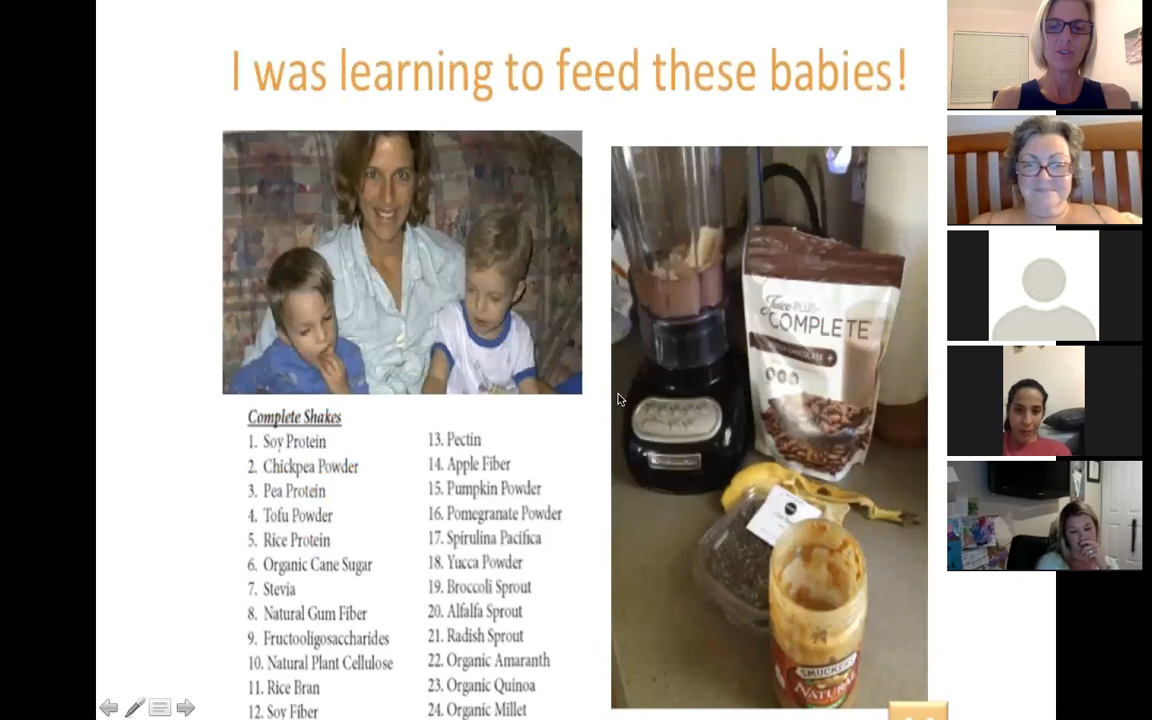 I was learning to feed these babies!
Complete Shakes
1. Soy Protein
2. Chickpea Powder
3. Pea Protein
4. Tofu Powder
5. Rice Protein
6. Organic Cane Sugar
7. Stevia
8. Natural Gum Fiber
9. Fructooligosaccharides
10. Natural Plant Cellulose
11. Rice Bran
12. Soy Fiber
13. Pectin
14. Apple Fiber
15. Pumpkin Powder
16. Pomegranate Powder
17. Spirulina Pacifica
18. Yucca Powder
19. Broccoli Sprout
20. Alfalfa Sprout
21. Radish Sprout
22. Organic Amaranth
23. Organic Quinoa
24. Organic Millet
Juice PLUS+
COMPLETE
CHOCOLATE
SMUCKER'S
NATURAL